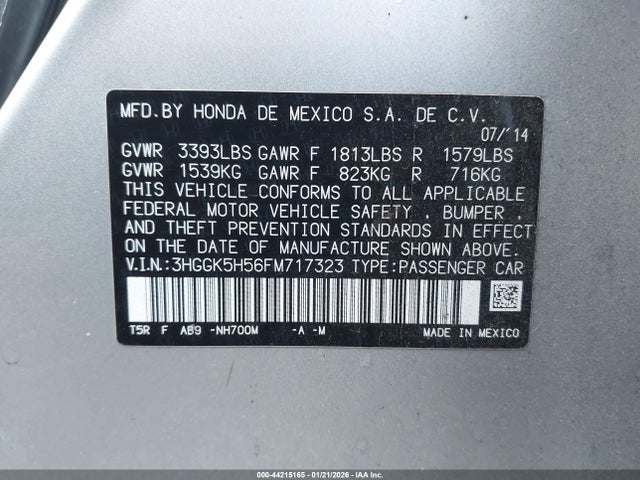 MFD.BY HONDA DE MEXICO S.A. DE C.V.
07/'14
GVWR 3393LBS GAWR F 1813LBS R 1579LBS
GVWR 1539KG GAWR F 823KG R 716KG
THIS VEHICLE CONFORMS TO ALL APPLICABLE
FEDERAL MOTOR VEHICLE SAFETY , BUMPER ,
AND THEFT PREVENTION STANDARDS IN EFFECT
ON THE DATE OF MANUFACTURE SHOWN ABOVE.
V.I.N.:3HGGK5H56FM717323 TYPE:PASSENGER CAR
T5R F AB9 -NH700M -A -M
MADE IN MEXICO
000-44215165 - 01/21/2026 - IAA Inc.